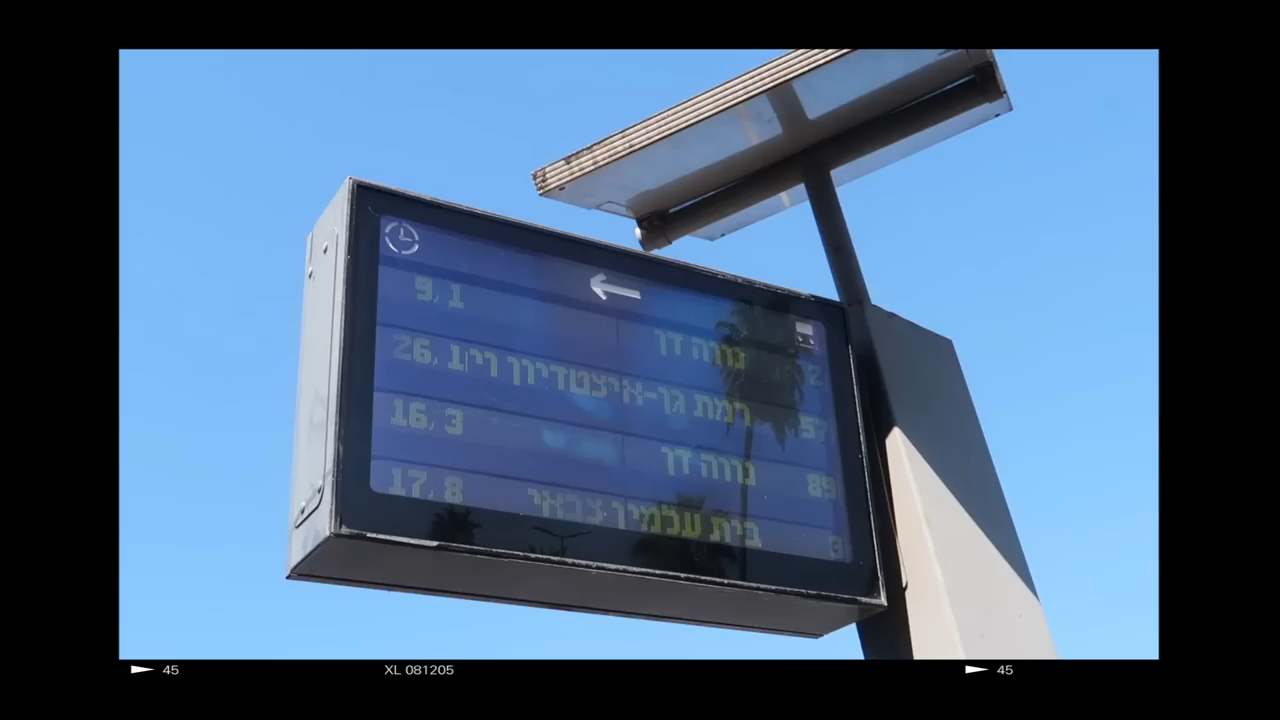 9, 1
נווה דן
26, 1 רמת גן-איצטדיון וי
57
16, 3
נווה דן
89
17, 8
בית עלמין צבאי
3
45
XL 081205
45